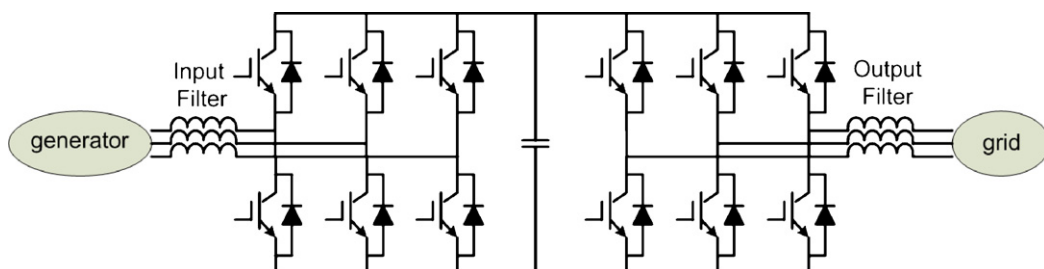 Input
Filter
generator
Output
Filter
grid